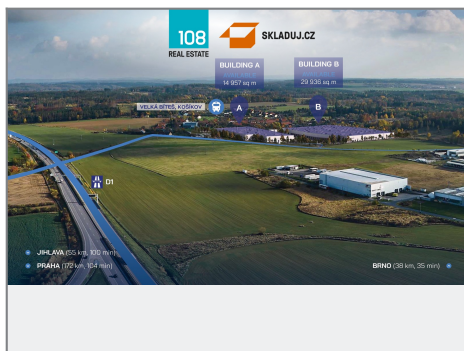 108
REAL ESTATE
SKLADUJ.CZ
BUILDING A
14 957 sq m
BUILDING B
29 936 sq m
VELKÁ BÍTEŠ, KOŠÍKOV
A
B
D1
JIHLAVA (55 km, 100 min)
PRAHA (172 km, 104 min)
BRNO (38 km, 35 min)